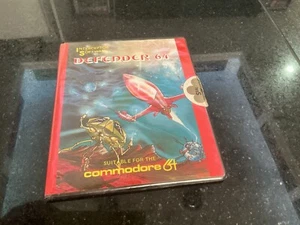 DEFENDER 64
SUITABLE FOR THE
commodore 64